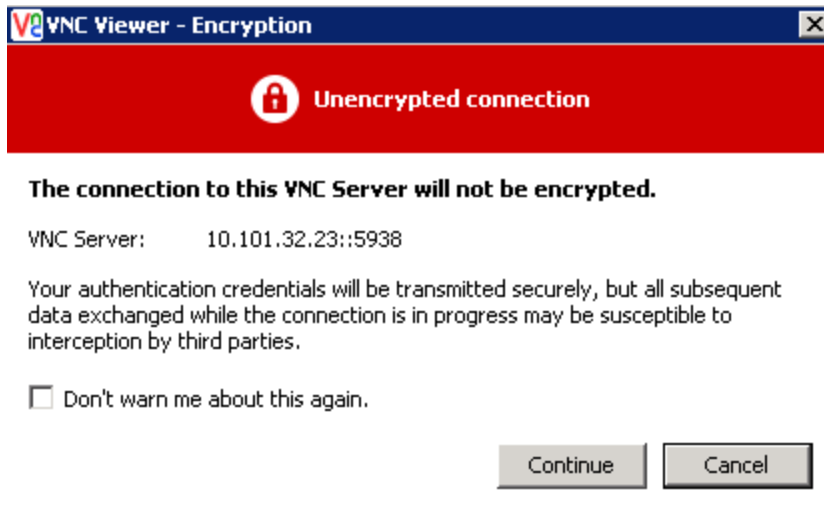 VNC Viewer - Encryption
Unencrypted connection
The connection to this VNC Server will not be encrypted.
VNC Server: 10.101.32.23::5938
Your authentication credentials will be transmitted securely, but all subsequent
data exchanged while the connection is in progress may be susceptible to
interception by third parties.
Don't warn me about this again.
Continue Cancel